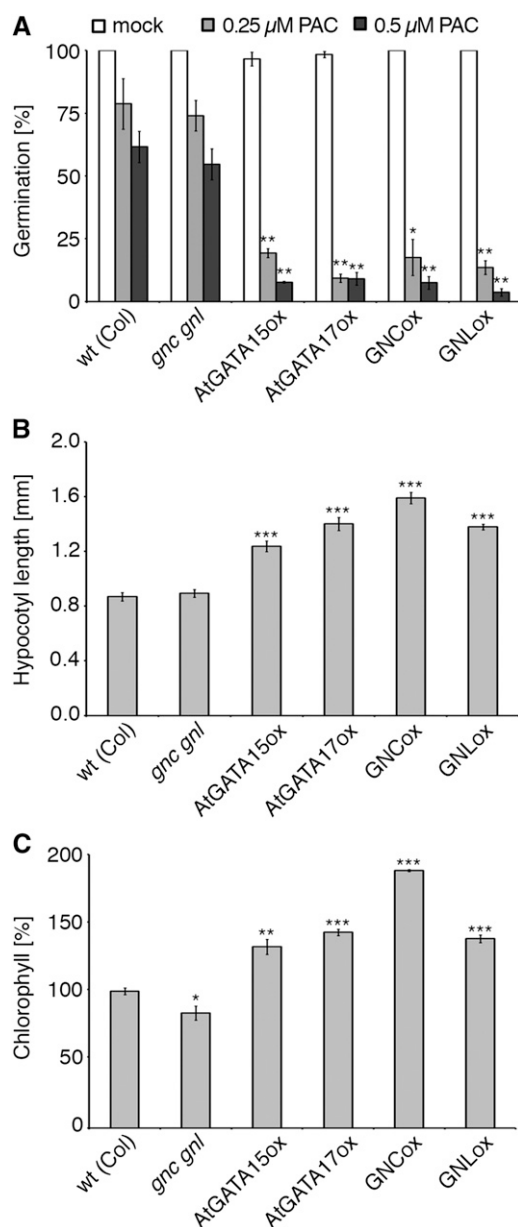 A
mock 0.25 µM PAC 0.5 µM PAC
Germination [%]
100
75
50
25
0
**
**
**
**
*
**
**
**
wt (Col)
gnc gnl
AtGATA15ox
AtGATA17ox
GNCox
GNLox
B
Hypocotyl length [mm]
2.0
1.6
1.2
0.8
0.4
0.0
***
***
***
***
wt (Col)
gnc gnl
AtGATA15ox
AtGATA17ox
GNCox
GNLox
C
Chlorophyll [%]
200
150
100
50
0
*
**
***
***
***
wt (Col)
gnc gnl
AtGATA15ox
AtGATA17ox
GNCox
GNLox